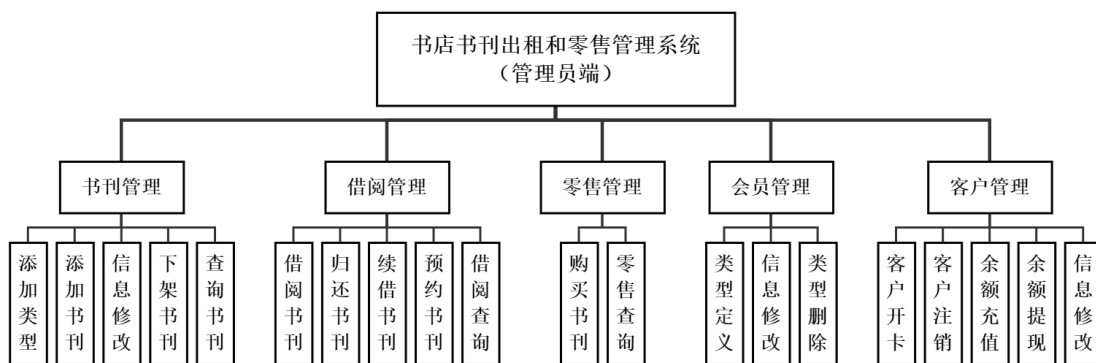 书店书刊出租和零售管理系统
（管理员端）
书刊管理
借阅管理
零售管理
会员管理
客户管理
添加类型
添加书刊
信息修改
下架书刊
查询书刊
借阅书刊
归还书刊
续借书刊
预约书刊
借阅查询
购买书刊
零售查询
类型定义
信息修改
类型删除
客户开卡
客户注销
余额充值
余额提现
信息修改